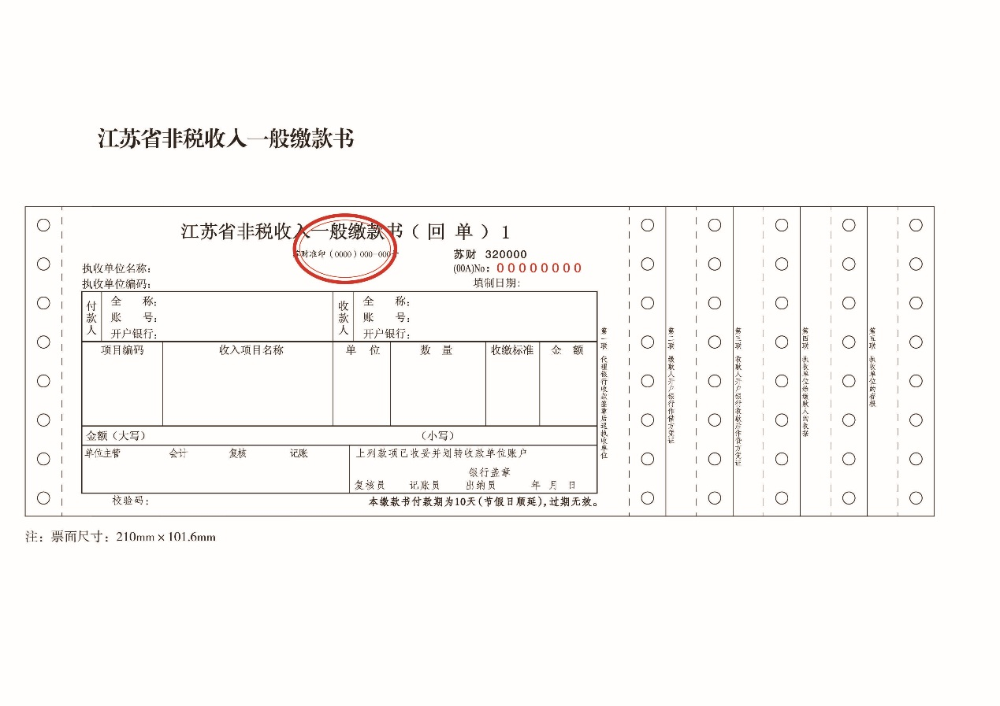 江苏省非税收入一般缴款书
江苏省非税收入一般缴款书（回 单）1
苏财准印（0000）000-000号
苏财 320000
(00A)No：00000000
执收单位名称：
执收单位编码：
填制日期：
付款人
全 称：
账 号：
开户银行：
收款人
全 称：
账 号：
开户银行：
项目编码 收入项目名称 单 位 数 量 收缴标准 金 额
金额（大写） （小写）
单位主管 会计 复核 记账
上列款项已收妥并划转收款单位账户
银行盖章
复核员 记账员 出纳员 年 月 日
校验码：
本缴款书付款期为10天(节假日顺延)，过期无效。
第一联 代理银行收款签章后退执收单位
第二联 缴款人开户银行作借方凭证
第三联 收款人开户银行收款后作贷方凭证
第四联 执收单位给缴款人的收据
第五联 执收单位的存根
注：票面尺寸：210mm×101.6mm